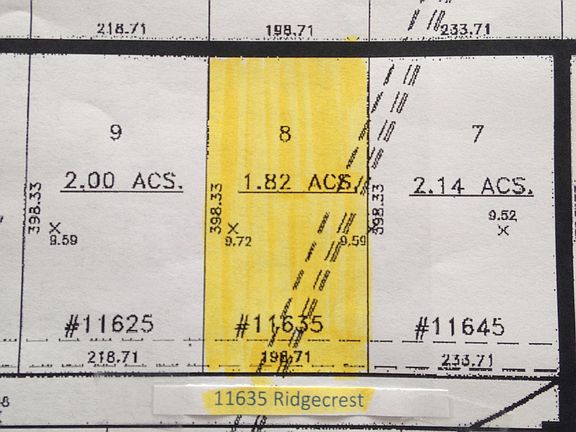 218.71 198.71 233.71
9 8 7
2.00 ACS. 1.82 ACS. 2.14 ACS.
398.33 398.33 398.33
9.59 9.72 9.59 9.52
#11625 #11635 #11645
218.71 198.71 233.71
11635 Ridgecrest